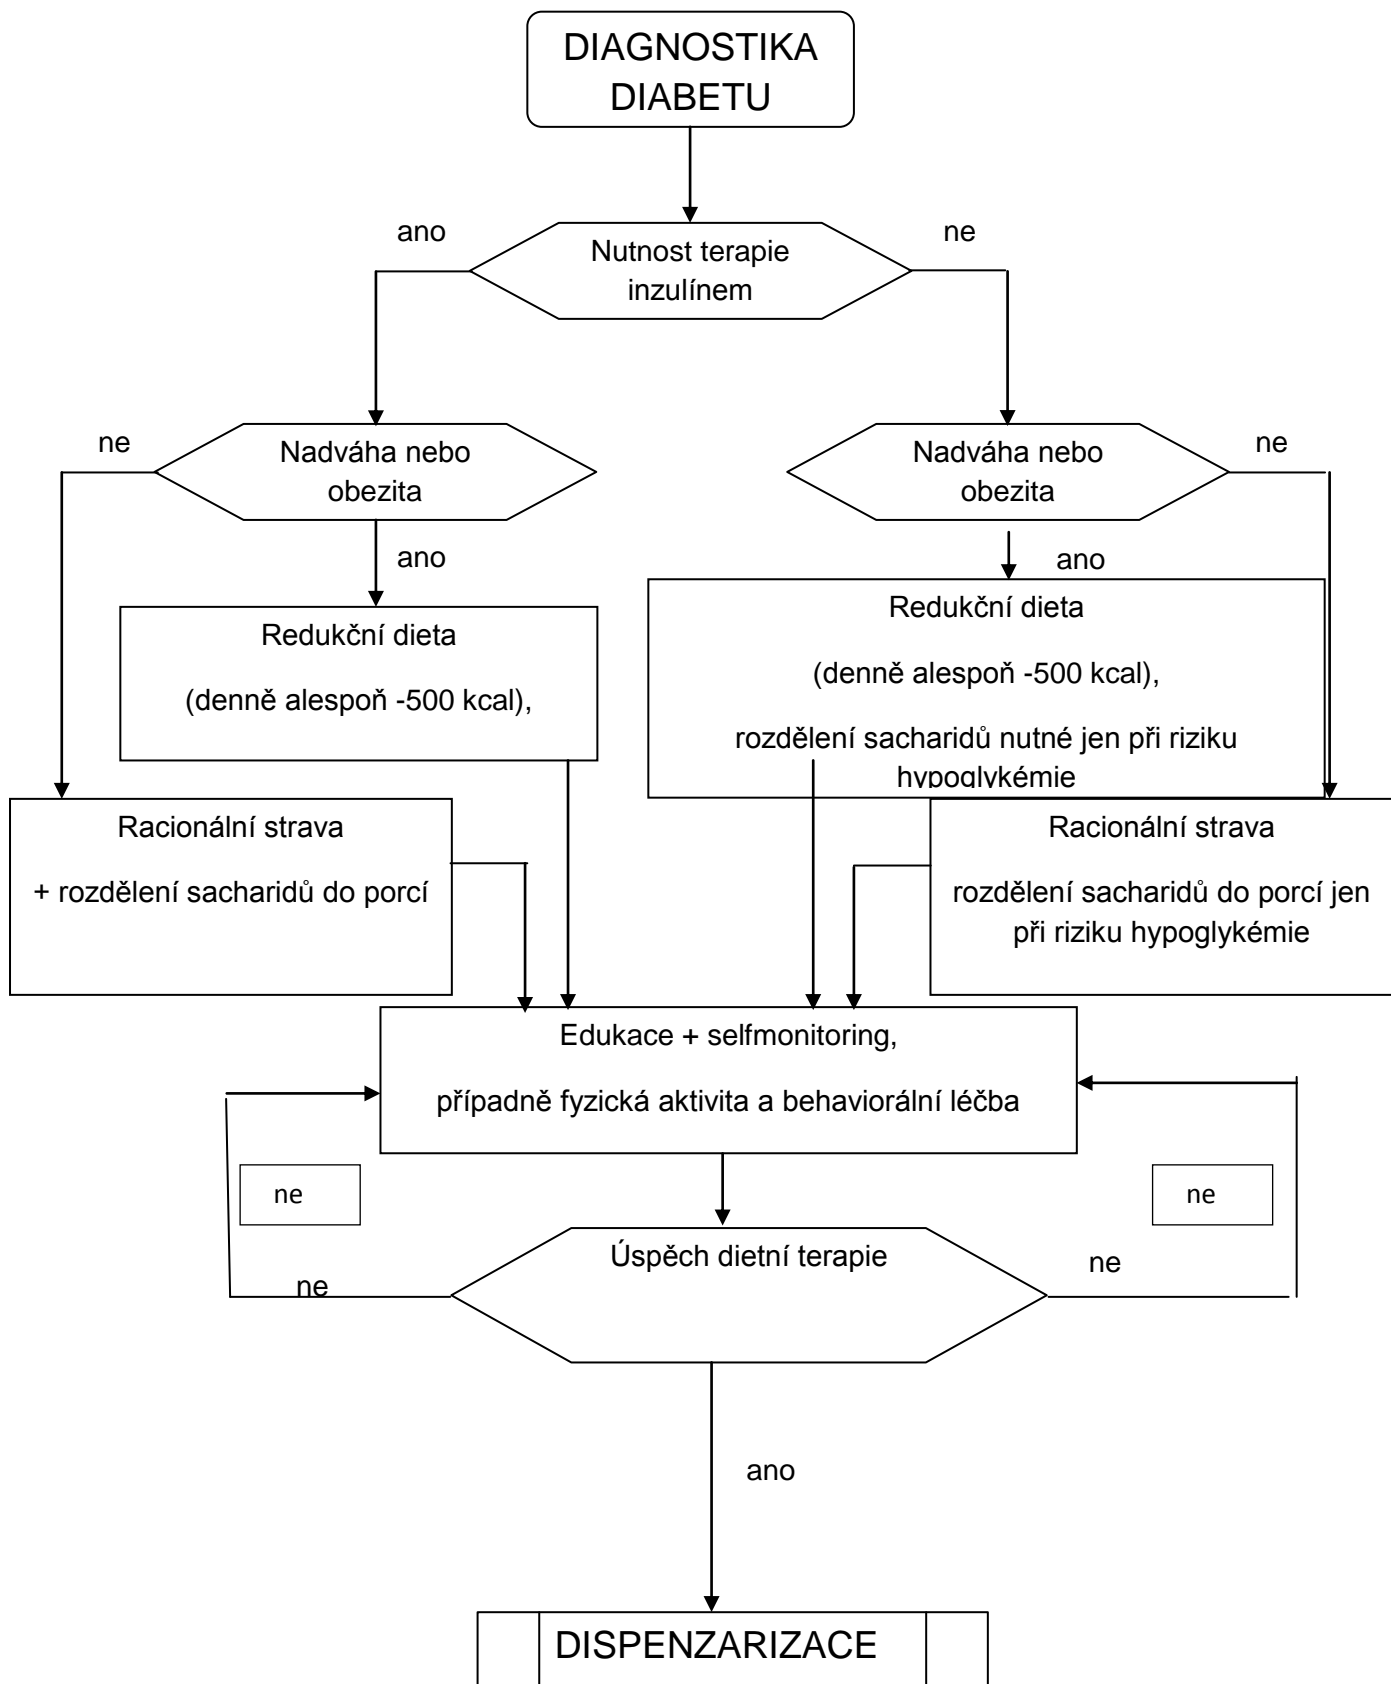 DIAGNOSTIKA
DIABETU
ano
ne
Nutnost terapie
inzulínem
ne
Nadváha nebo
obezita
Nadváha nebo
obezita
ne
ano
ano
Redukční dieta
(denně alespoň -500 kcal),
Redukční dieta
(denně alespoň -500 kcal),
rozdělení sacharidů nutné jen při riziku
hypoglykémie
Racionální strava
+ rozdělení sacharidů do porcí
Racionální strava
rozdělení sacharidů do porcí jen
při riziku hypoglykémie
Edukace + selfmonitoring,
případně fyzická aktivita a behaviorální léčba
ne
ne
Úspěch dietní terapie
ne
ne
ano
DISPENZARIZACE